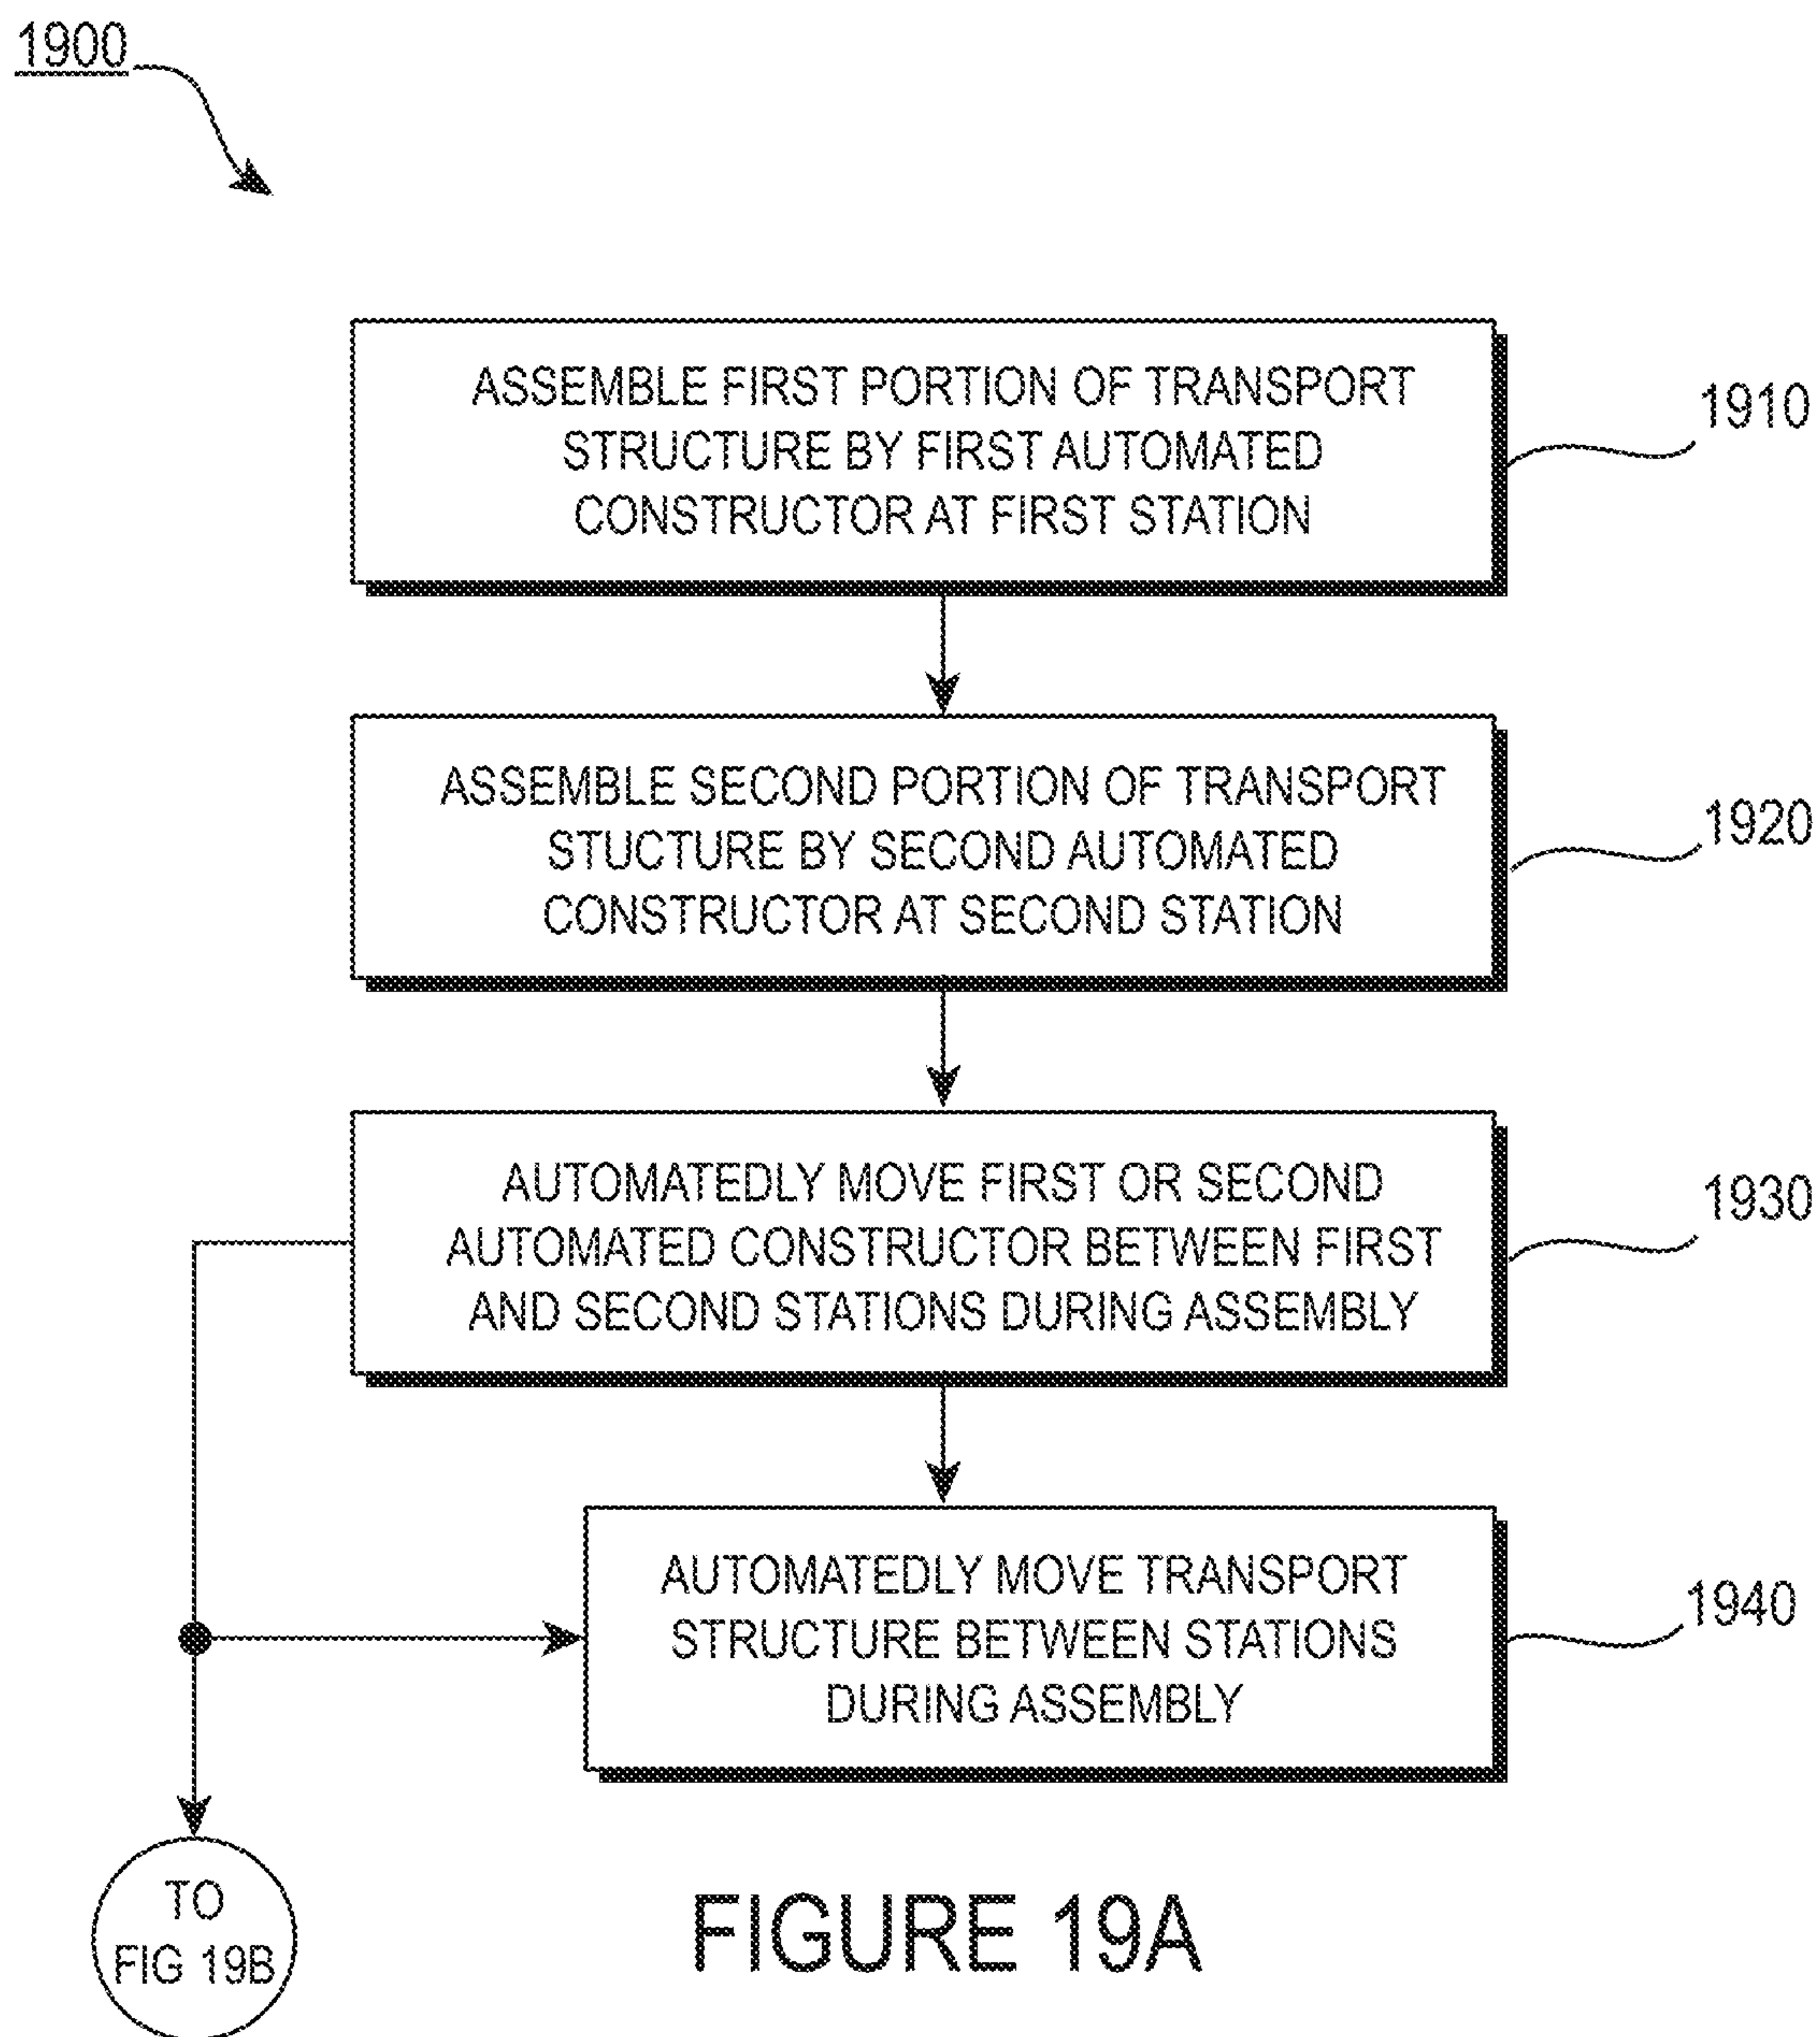 1900
ASSEMBLE FIRST PORTION OF TRANSPORT
STRUCTURE BY FIRST AUTOMATED
CONSTRUCTOR AT FIRST STATION
1910
ASSEMBLE SECOND PORTION OF TRANSPORT
STUCTURE BY SECOND AUTOMATED
CONSTRUCTOR AT SECOND STATION
1920
AUTOMATEDLY MOVE FIRST OR SECOND
AUTOMATED CONSTRUCTOR BETWEEN FIRST
AND SECOND STATIONS DURING ASSEMBLY
1930
AUTOMATEDLY MOVE TRANSPORT
STRUCTURE BETWEEN STATIONS
DURING ASSEMBLY
1940
TO
FIG 19B
FIGURE 19A